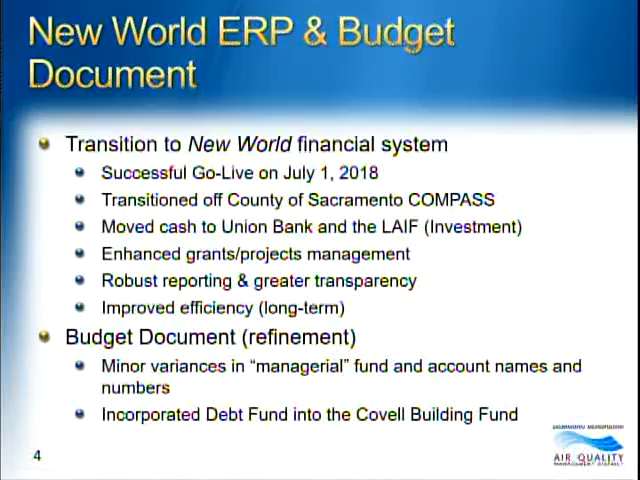 New World ERP & Budget
Document
Transition to New World financial system
Successful Go-Live on July 1, 2018
Transitioned off County of Sacramento COMPASS
Moved cash to Union Bank and the LAIF (Investment)
Enhanced grants/projects management
Robust reporting & greater transparency
Improved efficiency (long-term)
Budget Document (refinement)
Minor variances in “managerial” fund and account names and
numbers
Incorporated Debt Fund into the Covell Building Fund
SACRAMENTO METROPOLITAN
AIR QUALITY
MANAGEMENT DISTRICT
4